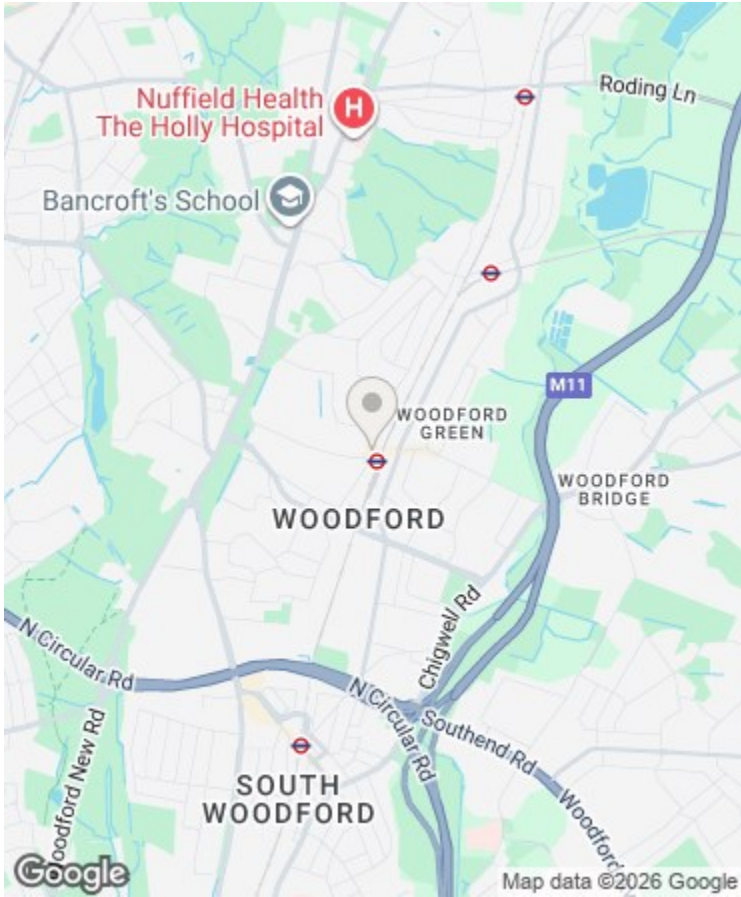 Roding Ln
Nuffield Health
The Holly Hospital
H
Bancroft's School
M11
WOODFORD
GREEN
WOODFORD
BRIDGE
WOODFORD
Chigwell Rd
N Circular Rd
N Circular Rd
Southend Rd
Woodford New Rd
Woodford
SOUTH
WOODFORD
Google
Map data ©2026 Google